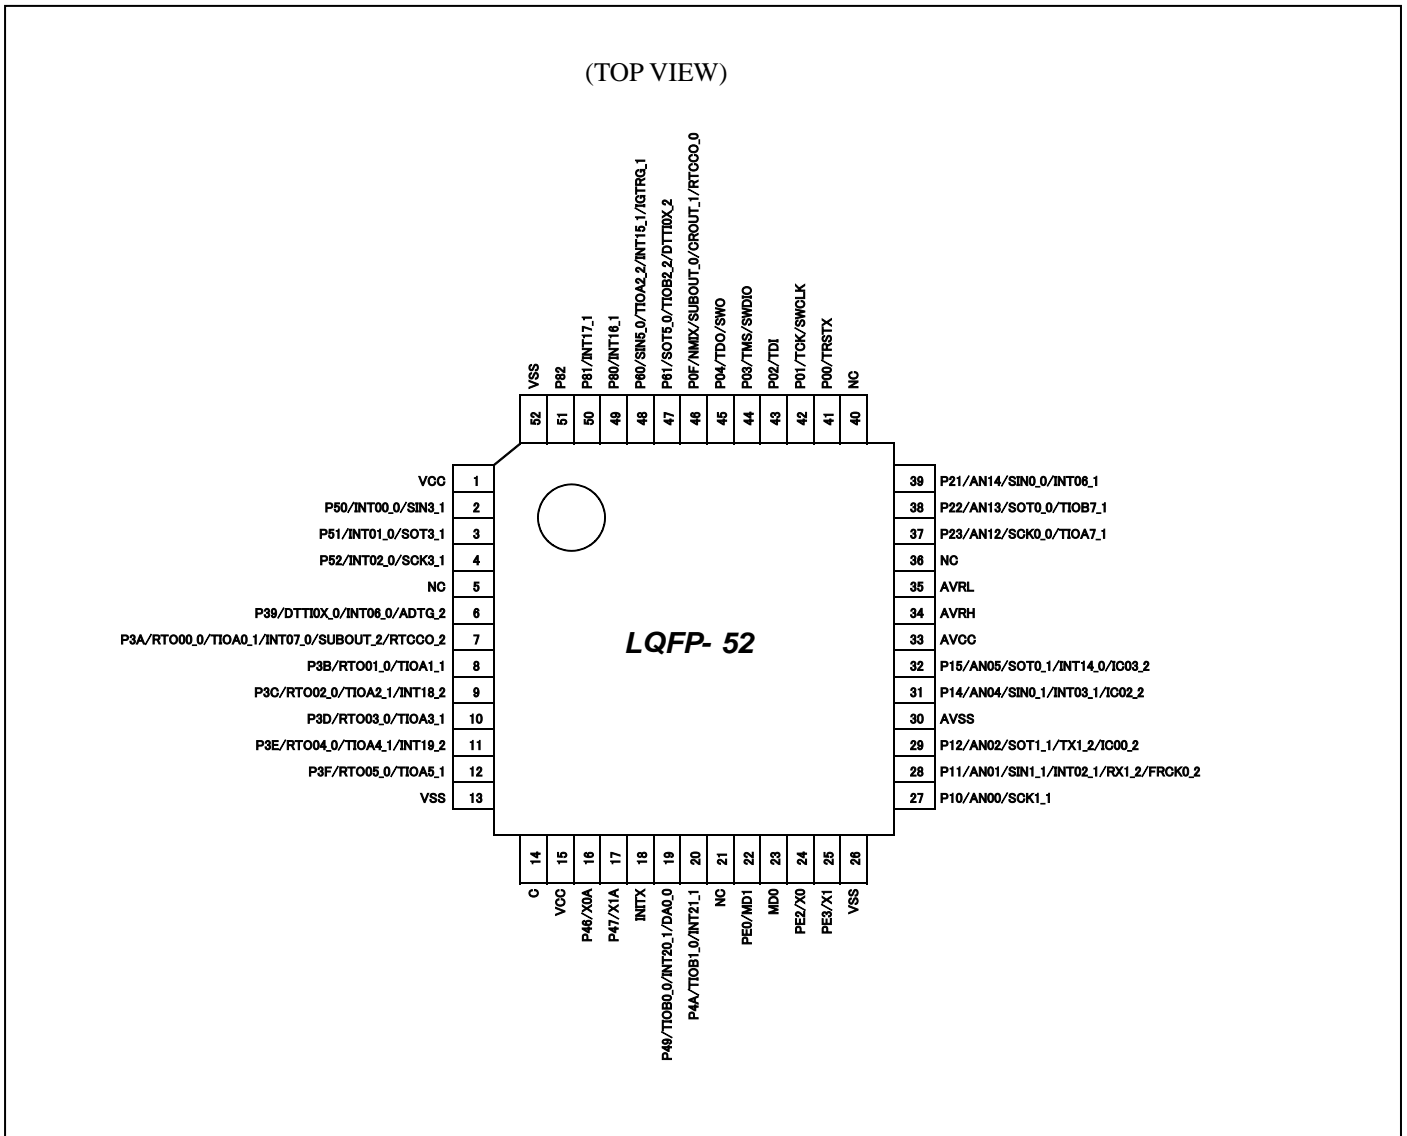 (TOP VIEW)
VSS
P82
P81/INT17_1
P80/INT16_1
P60/SIN5_0/TIOA2_2/INT15_1/IGTRG_1
P61/SOT5_0/TIOB2_2/DTTI0X_2
P0F/NMIX/SUBOUT_0/CROUT_1/RTCCO_0
P04/TDO/SWO
P03/TMS/SWDIO
P02/TDI
P01/TCK/SWCLK
P00/TRSTX
NC
52 51 50 49 48 47 46 45 44 43 42 41 40
VCC 1
P50/INT00_0/SIN3_1 2
P51/INT01_0/SOT3_1 3
P52/INT02_0/SCK3_1 4
NC 5
P39/DTTI0X_0/INT06_0/ADTG_2 6
P3A/RTO00_0/TIOA0_1/INT07_0/SUBOUT_2/RTCCO_2 7
P3B/RTO01_0/TIOA1_1 8
P3C/RTO02_0/TIOA2_1/INT18_2 9
P3D/RTO03_0/TIOA3_1 10
P3E/RTO04_0/TIOA4_1/INT19_2 11
P3F/RTO05_0/TIOA5_1 12
VSS 13
LQFP- 52
39 P21/AN14/SIN0_0/INT06_1
38 P22/AN13/SOT0_0/TIOB7_1
37 P23/AN12/SCK0_0/TIOA7_1
36 NC
35 AVRL
34 AVRH
33 AVCC
32 P15/AN05/SOT0_1/INT14_0/IC03_2
31 P14/AN04/SIN0_1/INT03_1/IC02_2
30 AVSS
29 P12/AN02/SOT1_1/TX1_2/IC00_2
28 P11/AN01/SIN1_1/INT02_1/RX1_2/FRCK0_2
27 P10/AN00/SCK1_1
14 15 16 17 18 19 20 21 22 23 24 25 26
C
VCC
P46/X0A
P47/X1A
INITX
P49/TIOB0_0/INT20_1/DA0_0
P4A/TIOB1_0/INT21_1
NC
PE0/MD1
MD0
PE2/X0
PE3/X1
VSS